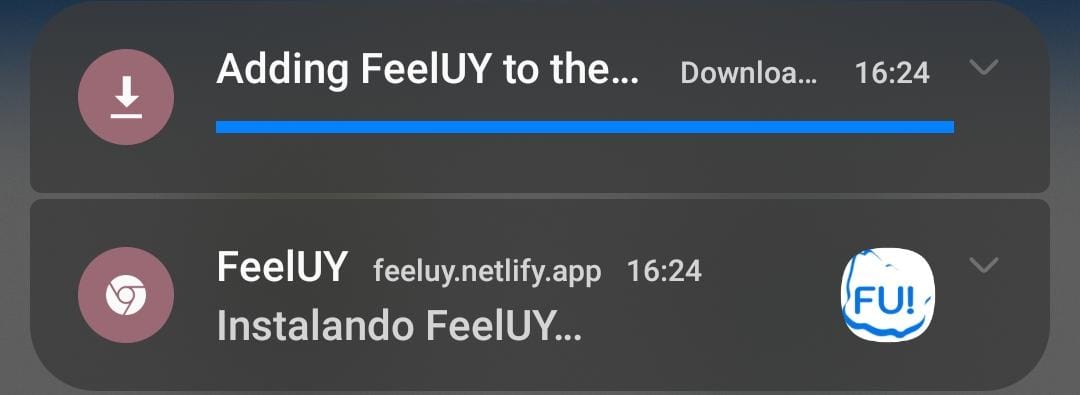 Adding FeelUY to the... Downloa... 16:24
FeelUY feeluy.netlify.app 16:24
Instalando FeelUY...
FU!